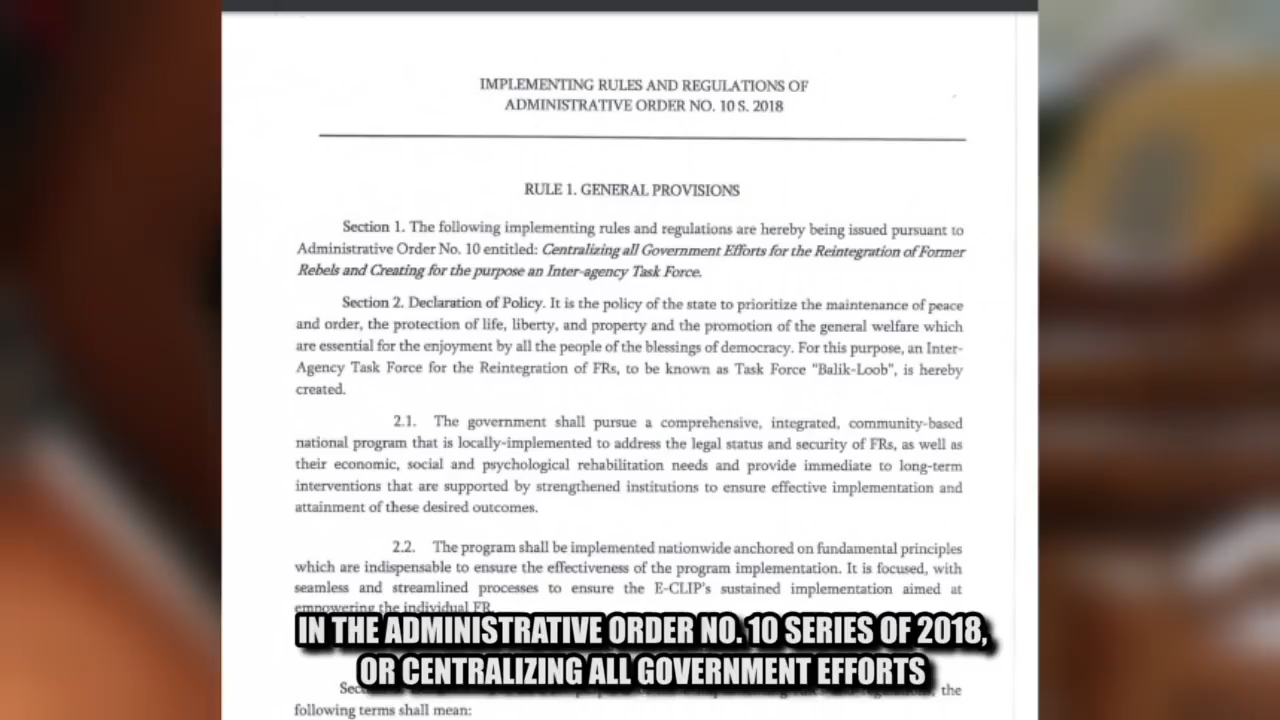 IMPLEMENTING RULES AND REGULATIONS OF
ADMINISTRATIVE ORDER NO. 10 S. 2018
RULE 1. GENERAL PROVISIONS
Section 1. The following implementing rules and regulations are hereby being issued pursuant to
Administrative Order No. 10 entitled: Centralizing all Government Efforts for the Reintegration of Former
Rebels and Creating for the purpose an Inter-agency Task Force.
Section 2. Declaration of Policy. It is the policy of the state to prioritize the maintenance of peace
and order, the protection of life, liberty, and property and the promotion of the general welfare which
are essential for the enjoyment by all the people of the blessings of democracy. For this purpose, an Inter-
Agency Task Force for the Reintegration of FRs, to be known as Task Force "Balik-Loob", is hereby
created.
2.1. The government shall pursue a comprehensive, integrated, community-based
national program that is locally-implemented to address the legal status and security of FRs, as well as
their economic, social and psychological rehabilitation needs and provide immediate to long-term
interventions that are supported by strengthened institutions to ensure effective implementation and
attainment of these desired outcomes.
2.2. The program shall be implemented nationwide anchored on fundamental principles
which are indispensable to ensure the effectiveness of the program implementation. It is focused, with
seamless and streamlined processes to ensure the E-CLIP's sustained implementation aimed at
empowering the individual FR.
IN THE ADMINISTRATIVE ORDER NO. 10 SERIES OF 2018,
OR CENTRALIZING ALL GOVERNMENT EFFORTS
the
following terms shall mean: